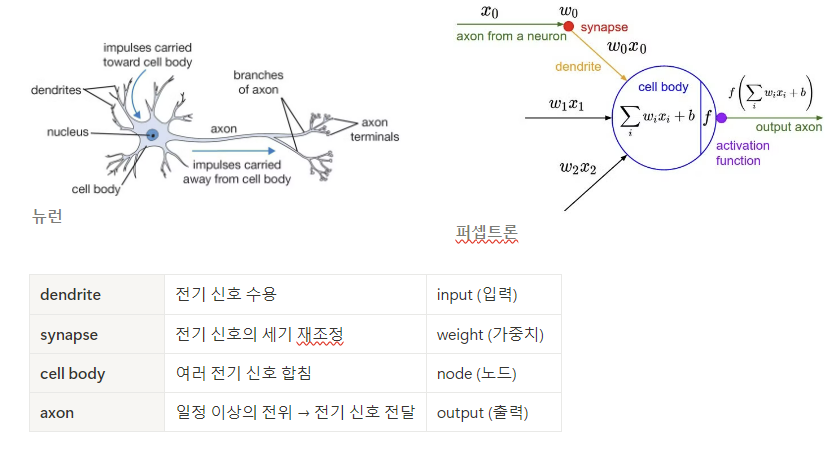 impulses carried
toward cell body
dendrites
nucleus
cell body
axon
branches
of axon
axon
terminals
impulses carried
away from cell body
뉴런
x₀
w₀
axon from a neuron
synapse
w₀x₀
dendrite
cell body
w₁x₁
∑ᵢ wᵢxᵢ + b
f
f(∑ᵢ wᵢxᵢ + b)
output axon
activation
function
w₂x₂
퍼셉트론
dendrite 전기 신호 수용 input (입력)
synapse 전기 신호의 세기 재조정 weight (가중치)
cell body 여러 전기 신호 합침 node (노드)
axon 일정 이상의 전위 → 전기 신호 전달 output (출력)